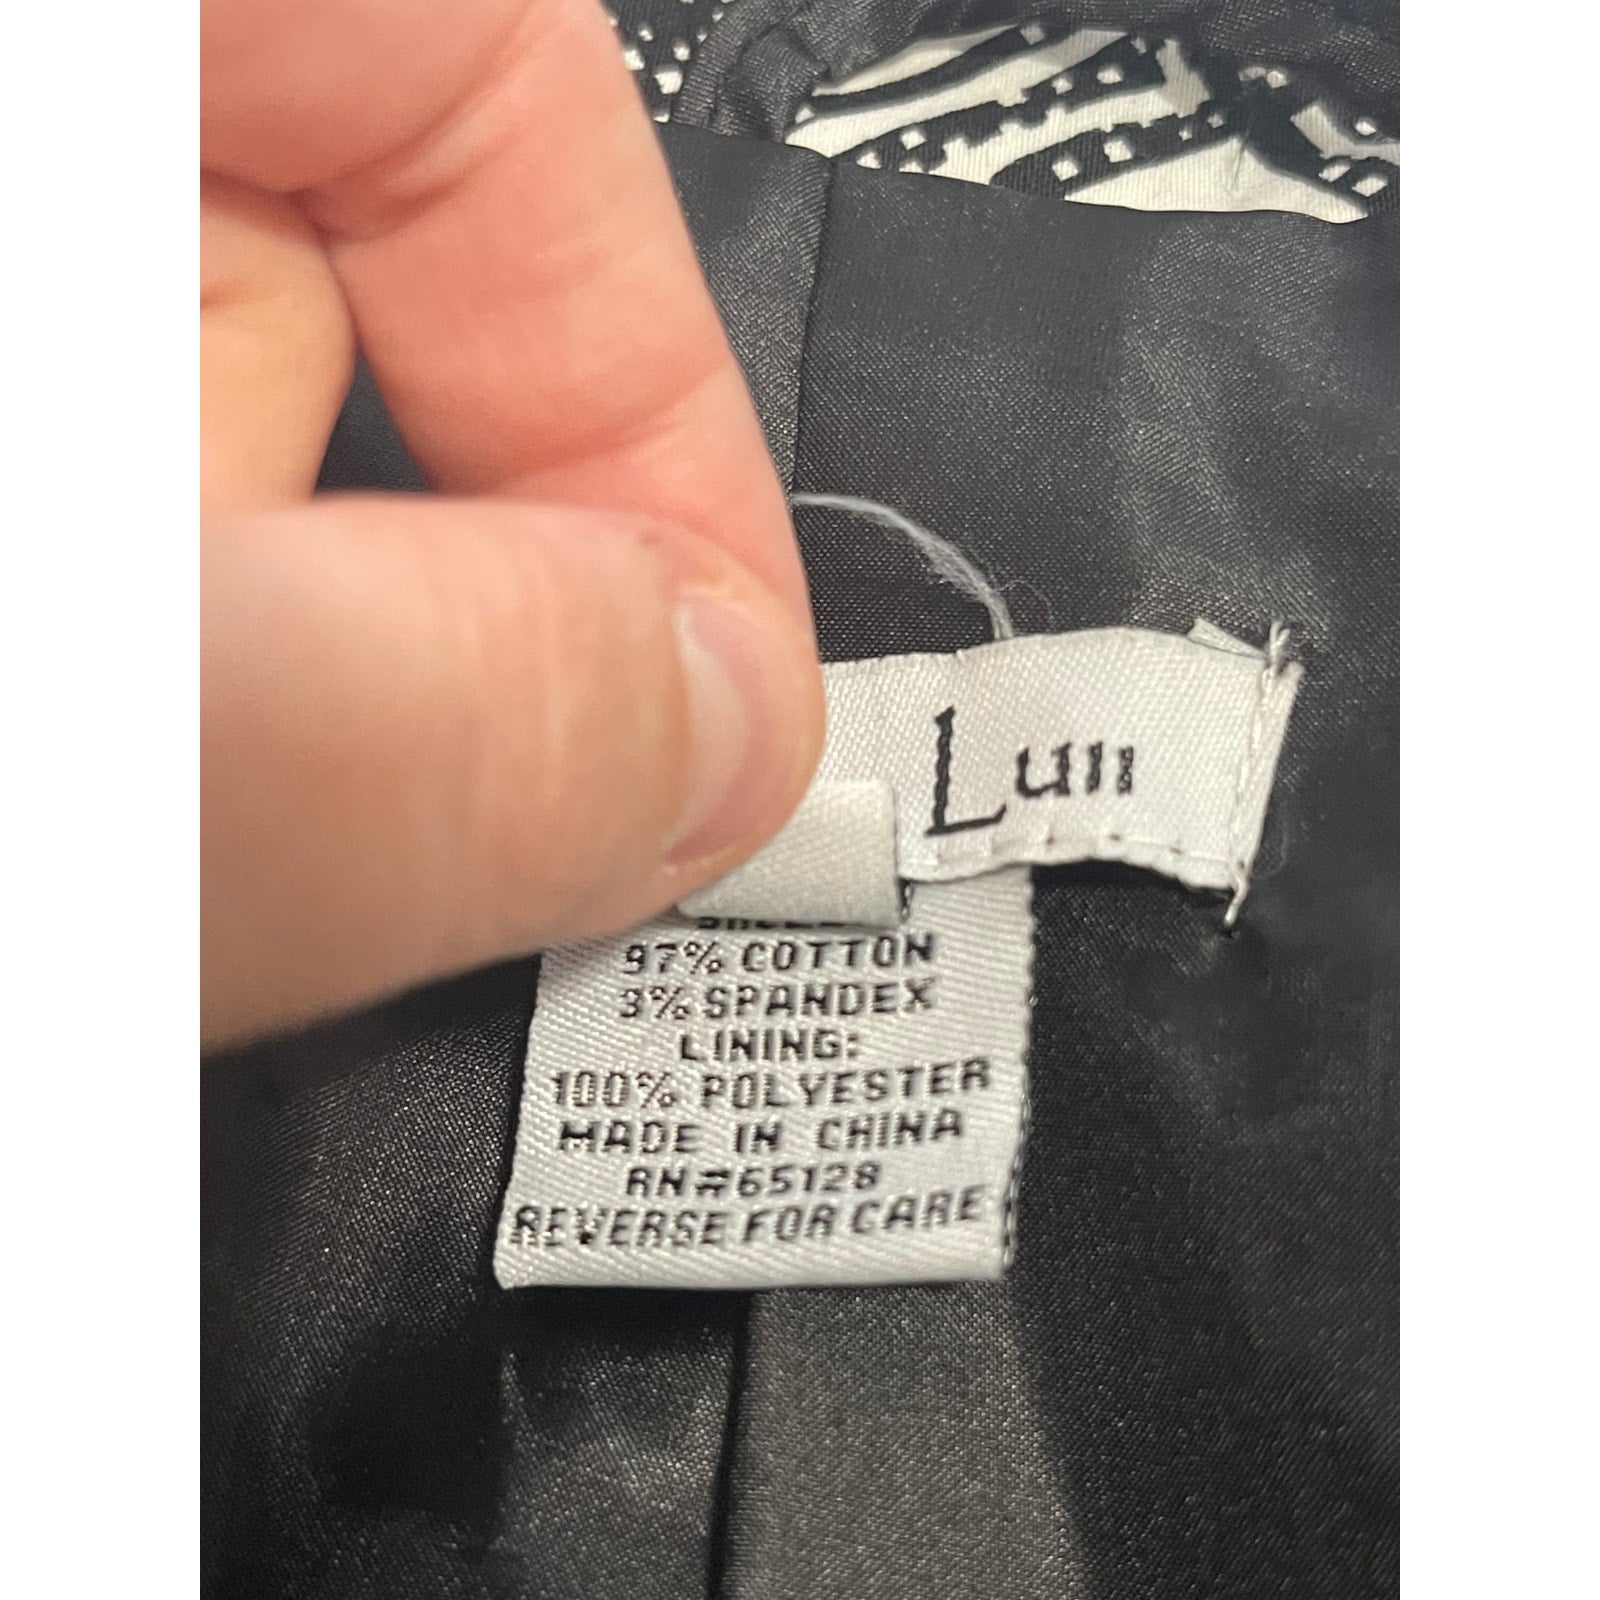 Luii
97% COTTON
3% SPANDEX
LINING:
100% POLYESTER
MADE IN CHINA
RN#65128
REVERSE FOR CARE